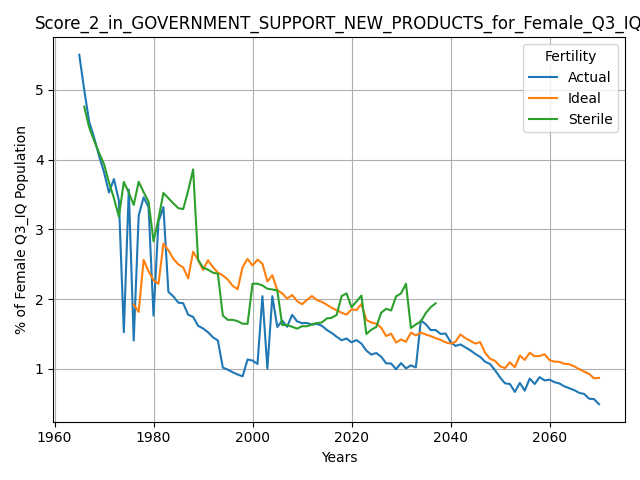 Score_2_in_GOVERNMENT_SUPPORT_NEW_PRODUCTS_for_Female_Q3_IQ
% of Female Q3_IQ Population
5
4
3
2
1
Fertility
Actual
Ideal
Sterile
1960 1980 2000 2020 2040 2060
Years